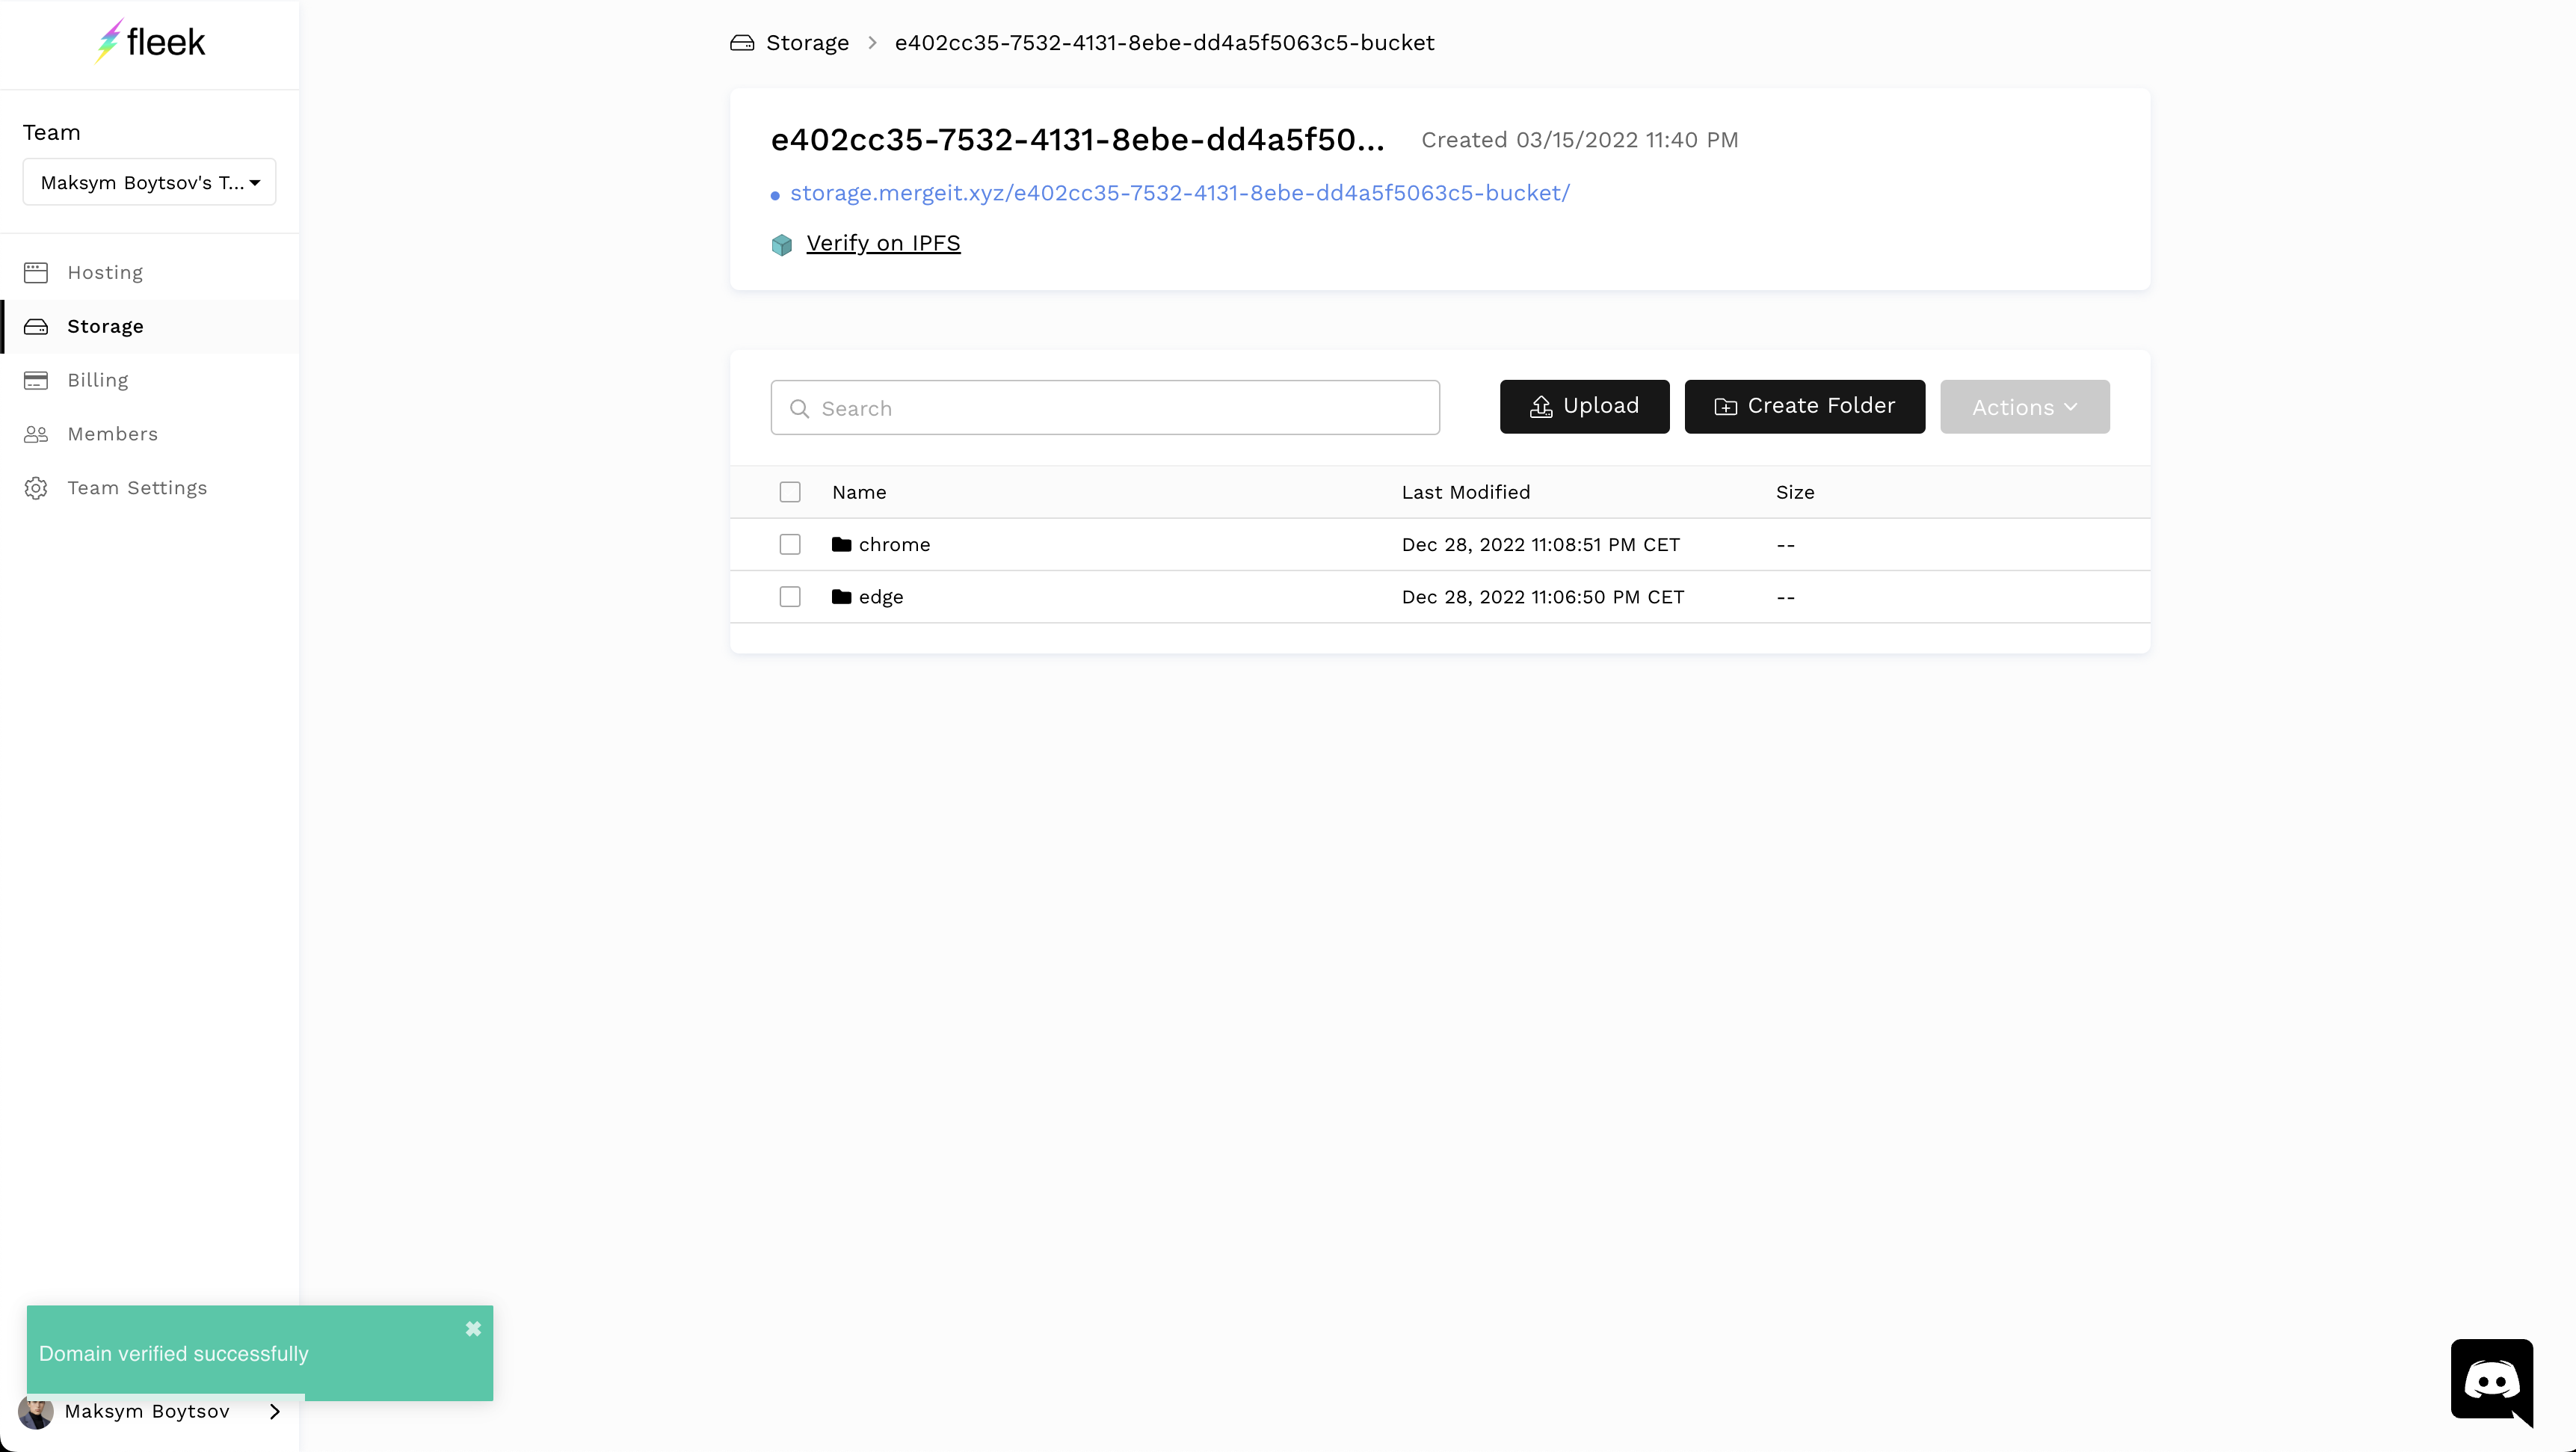 fleek
Team
Maksym Boytsov's T...
Hosting
Storage
Billing
Members
Team Settings
Storage > e402cc35-7532-4131-8ebe-dd4a5f5063c5-bucket
e402cc35-7532-4131-8ebe-dd4a5f50... Created 03/15/2022 11:40 PM
storage.mergeit.xyz/e402cc35-7532-4131-8ebe-dd4a5f5063c5-bucket/
Verify on IPFS
Search Upload Create Folder Actions
Name Last Modified Size
chrome Dec 28, 2022 11:08:51 PM CET --
edge Dec 28, 2022 11:06:50 PM CET --
Domain verified successfully
Maksym Boytsov